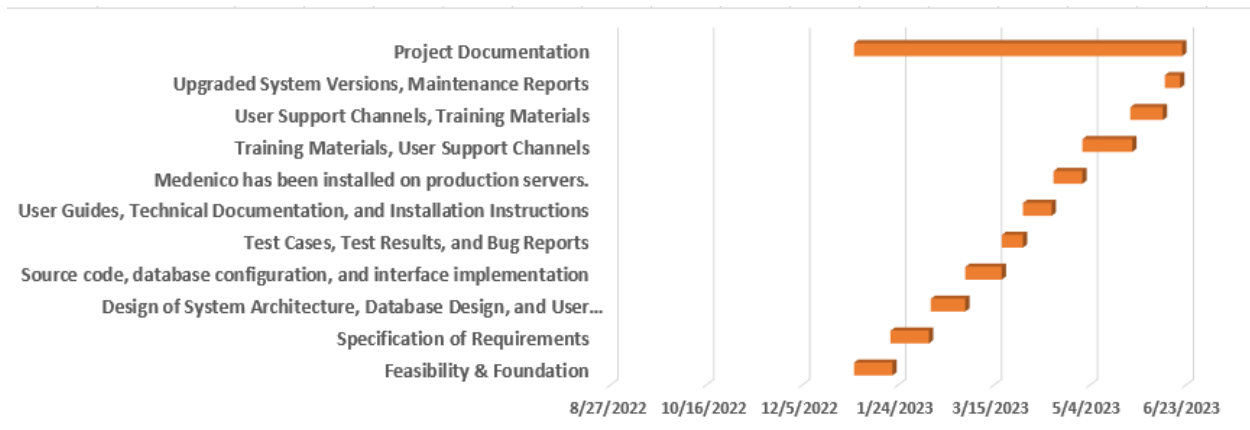 Project Documentation
Upgraded System Versions, Maintenance Reports
User Support Channels, Training Materials
Training Materials, User Support Channels
Medenico has been installed on production servers.
User Guides, Technical Documentation, and Installation Instructions
Test Cases, Test Results, and Bug Reports
Source code, database configuration, and interface implementation
Design of System Architecture, Database Design, and User...
Specification of Requirements
Feasibility & Foundation
8/27/2022 10/16/2022 12/5/2022 1/24/2023 3/15/2023 5/4/2023 6/23/2023